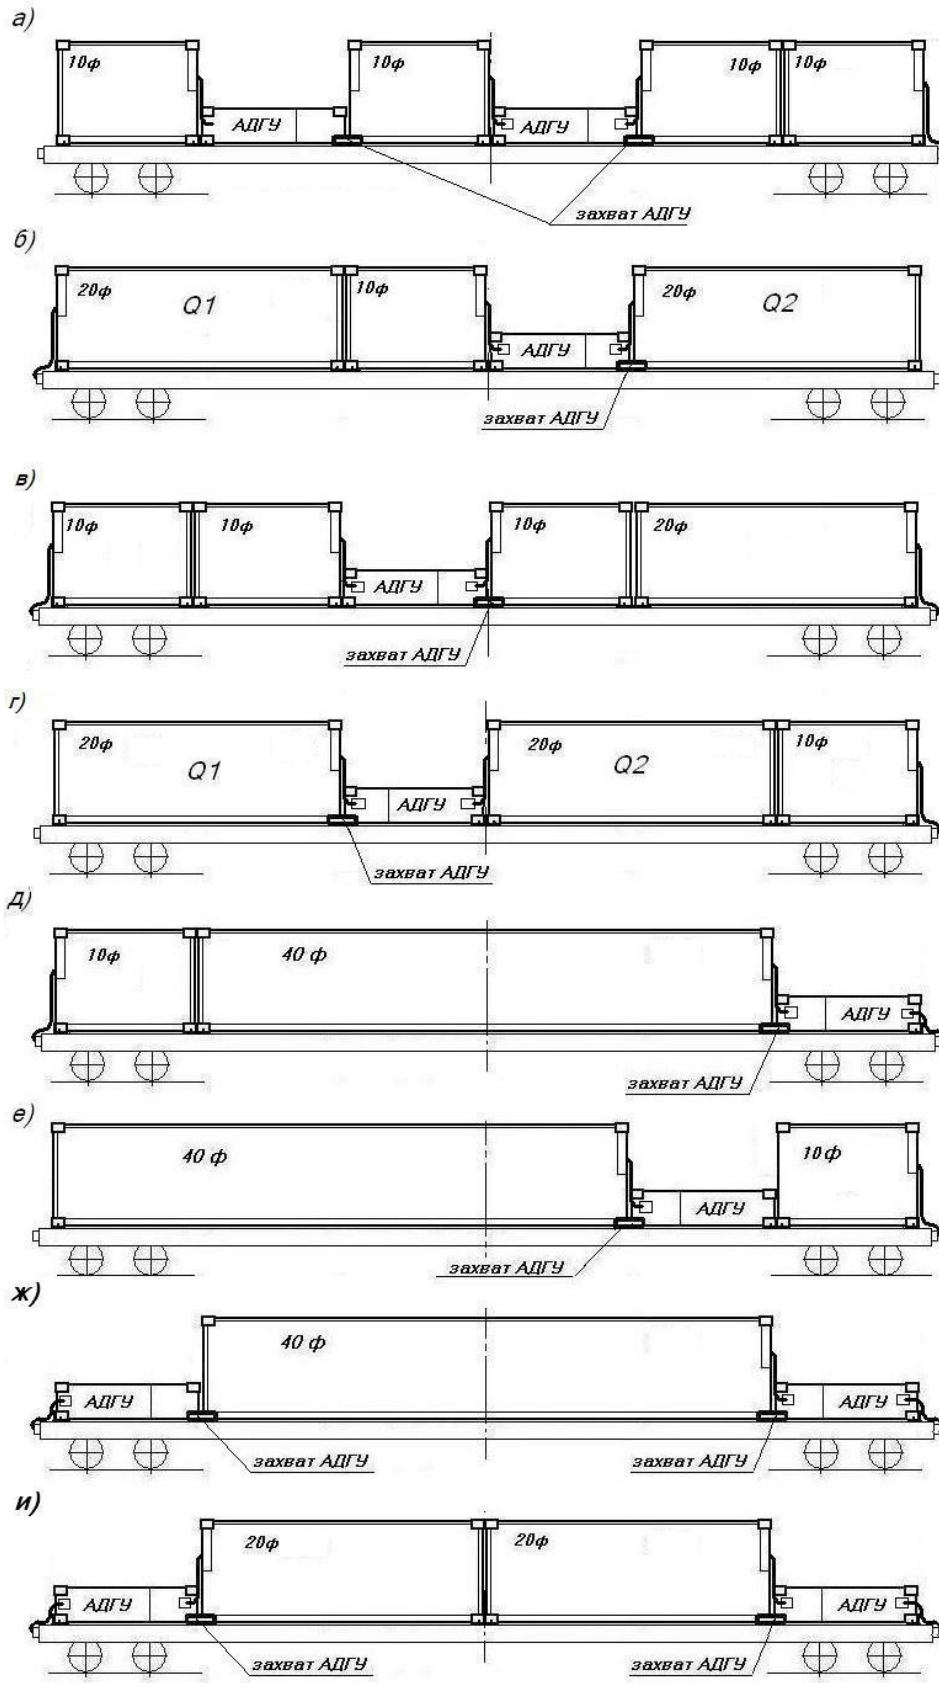 а)
10ф 10ф 10ф 10ф
АДГУ АДГУ
захват АДГУ
б)
20ф Q1 10ф 20ф Q2
АДГУ
захват АДГУ
в)
10ф 10ф 10ф 20ф
АДГУ
захват АДГУ
г)
20ф Q1 20ф Q2 10ф
АДГУ
захват АДГУ
д)
10ф 40 ф
АДГУ
захват АДГУ
е)
40 ф 10 ф
АДГУ
захват АДГУ
ж)
40 ф
АДГУ АДГУ
захват АДГУ захват АДГУ
и)
20ф 20ф
АДГУ АДГУ
захват АДГУ захват АДГУ